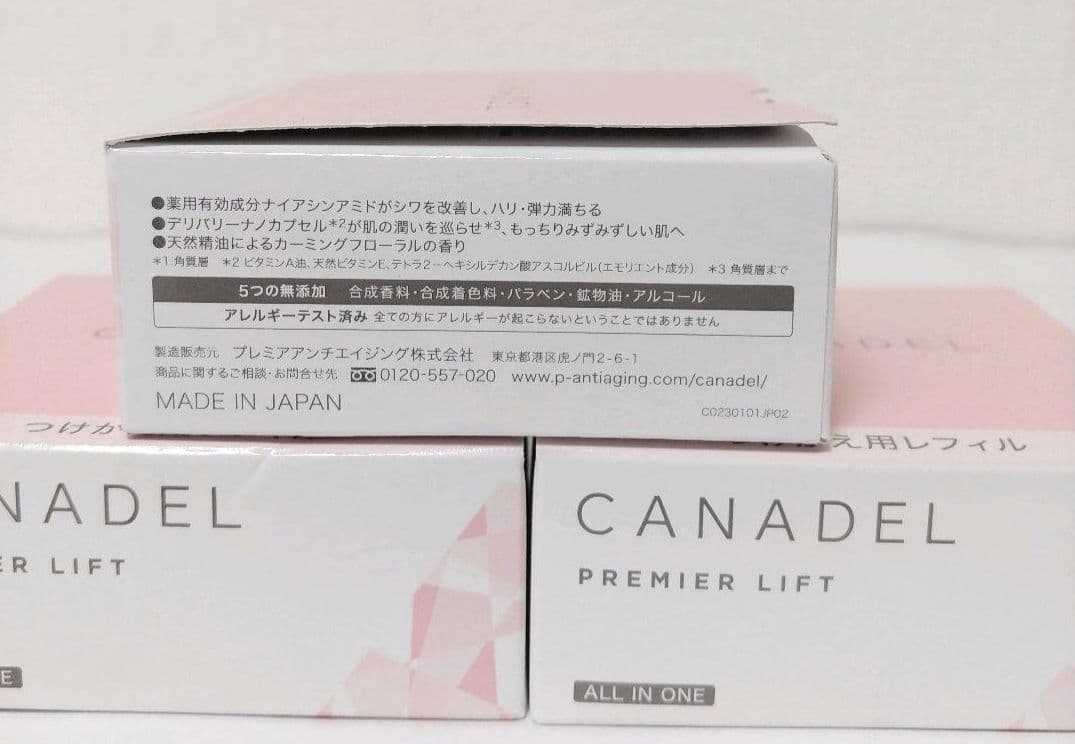 ●薬用有効成分ナイアシンアミドがシワを改善し、ハリ・弾力満ちる
●デリバリーナノカプセル*2が肌の潤いを巡らせ*3、もっちりみずみずしい肌へ
●天然精油によるカーミングフローラルの香り
*1 角質層 *2 ビタミンA油、天然ビタミンE、テトラ2-ヘキシルデカン酸アスコルビル(エモリエント成分) *3 角質層まで
5つの無添加 合成香料・合成着色料・パラベン・鉱物油・アルコール
アレルギーテスト済み 全ての方にアレルギーが起こらないということではありません
製造販売元 プレミアアンチエイジング株式会社 東京都港区虎ノ門2-6-1
商品に関するご相談・お問合せ先 0120-557-020 www.p-antiaging.com/canadel/
MADE IN JAPAN
C0230101JP02
ADEL
つけか
え用レフィル
NADEL
ER LIFT
E
CANADEL
PREMIER LIFT
ALL IN ONE